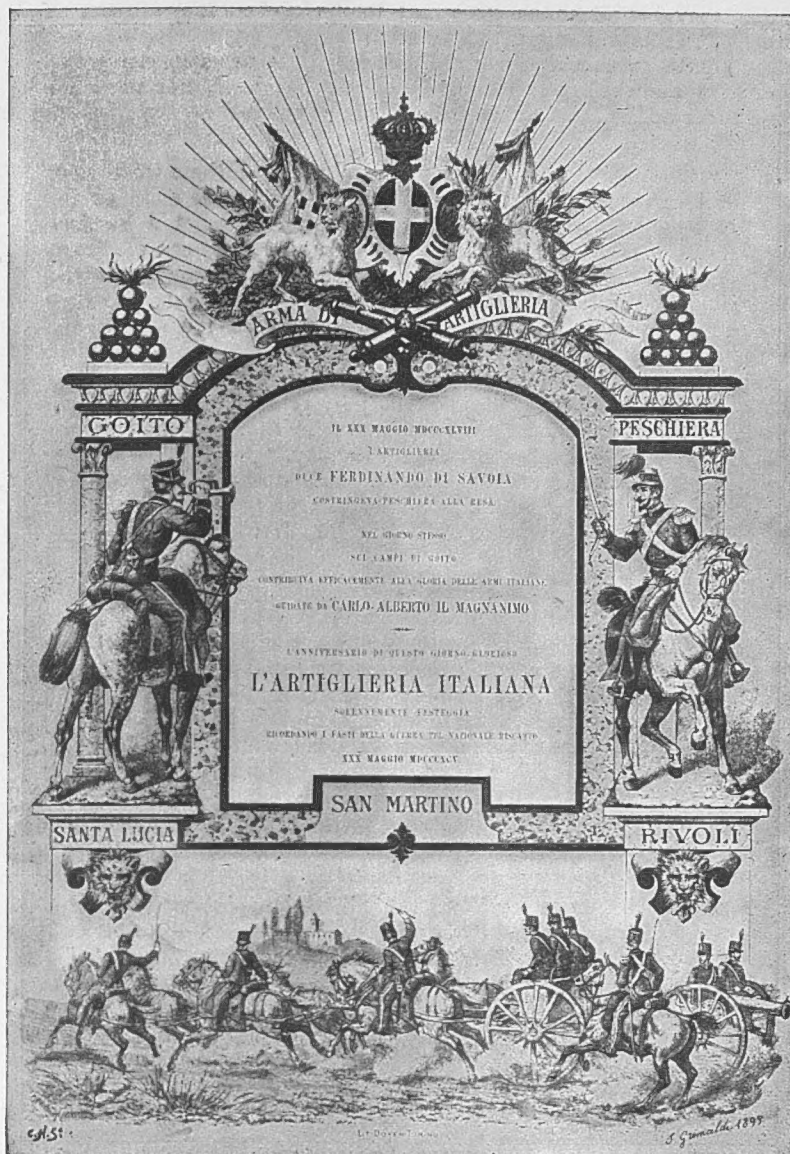 ARMA DI ARTIGLIERIA
GOITO
PESCHIERA
IL XXX MAGGIO MDCCCXLVIII
L'ARTIGLIERIA
DUCE FERDINANDO DI SAVOIA
COSTRINGEVA PESCHIERA ALLA RESA.
NEL GIORNO STESSO
SUI CAMPI DI GOITO
CONTRIBUIVA EFFICACEMENTE ALLA GLORIA DELLE ARMI ITALIANE
GUIDATE DA CARLO-ALBERTO IL MAGNANIMO
L'ANNIVERSARIO DI QUESTO GIORNO GLORIOSO
L'ARTIGLIERIA ITALIANA
SOLENNEMENTE FESTEGGIA
RICORDANDO I FASTI DELLA GUERRA PEL NAZIONALE RISCATTO
XXX MAGGIO MDCCCXCV.
SAN MARTINO
SANTA LUCIA
RIVOLI
1895